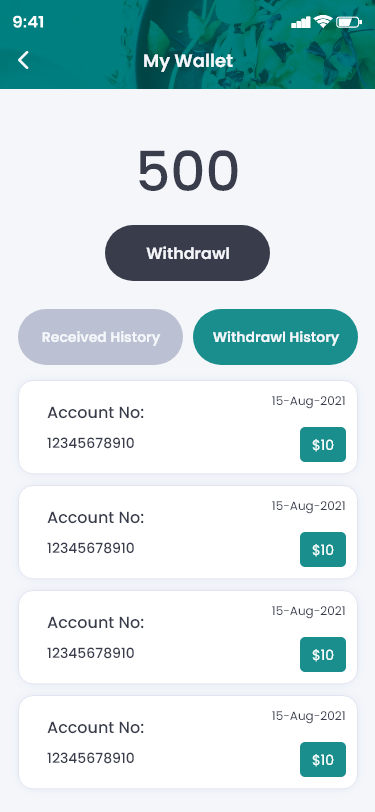 9:41
My Wallet
500
Withdrawl
Received History
Withdrawl History
15-Aug-2021
Account No:
12345678910
$10
15-Aug-2021
Account No:
12345678910
$10
15-Aug-2021
Account No:
12345678910
$10
15-Aug-2021
Account No:
12345678910
$10